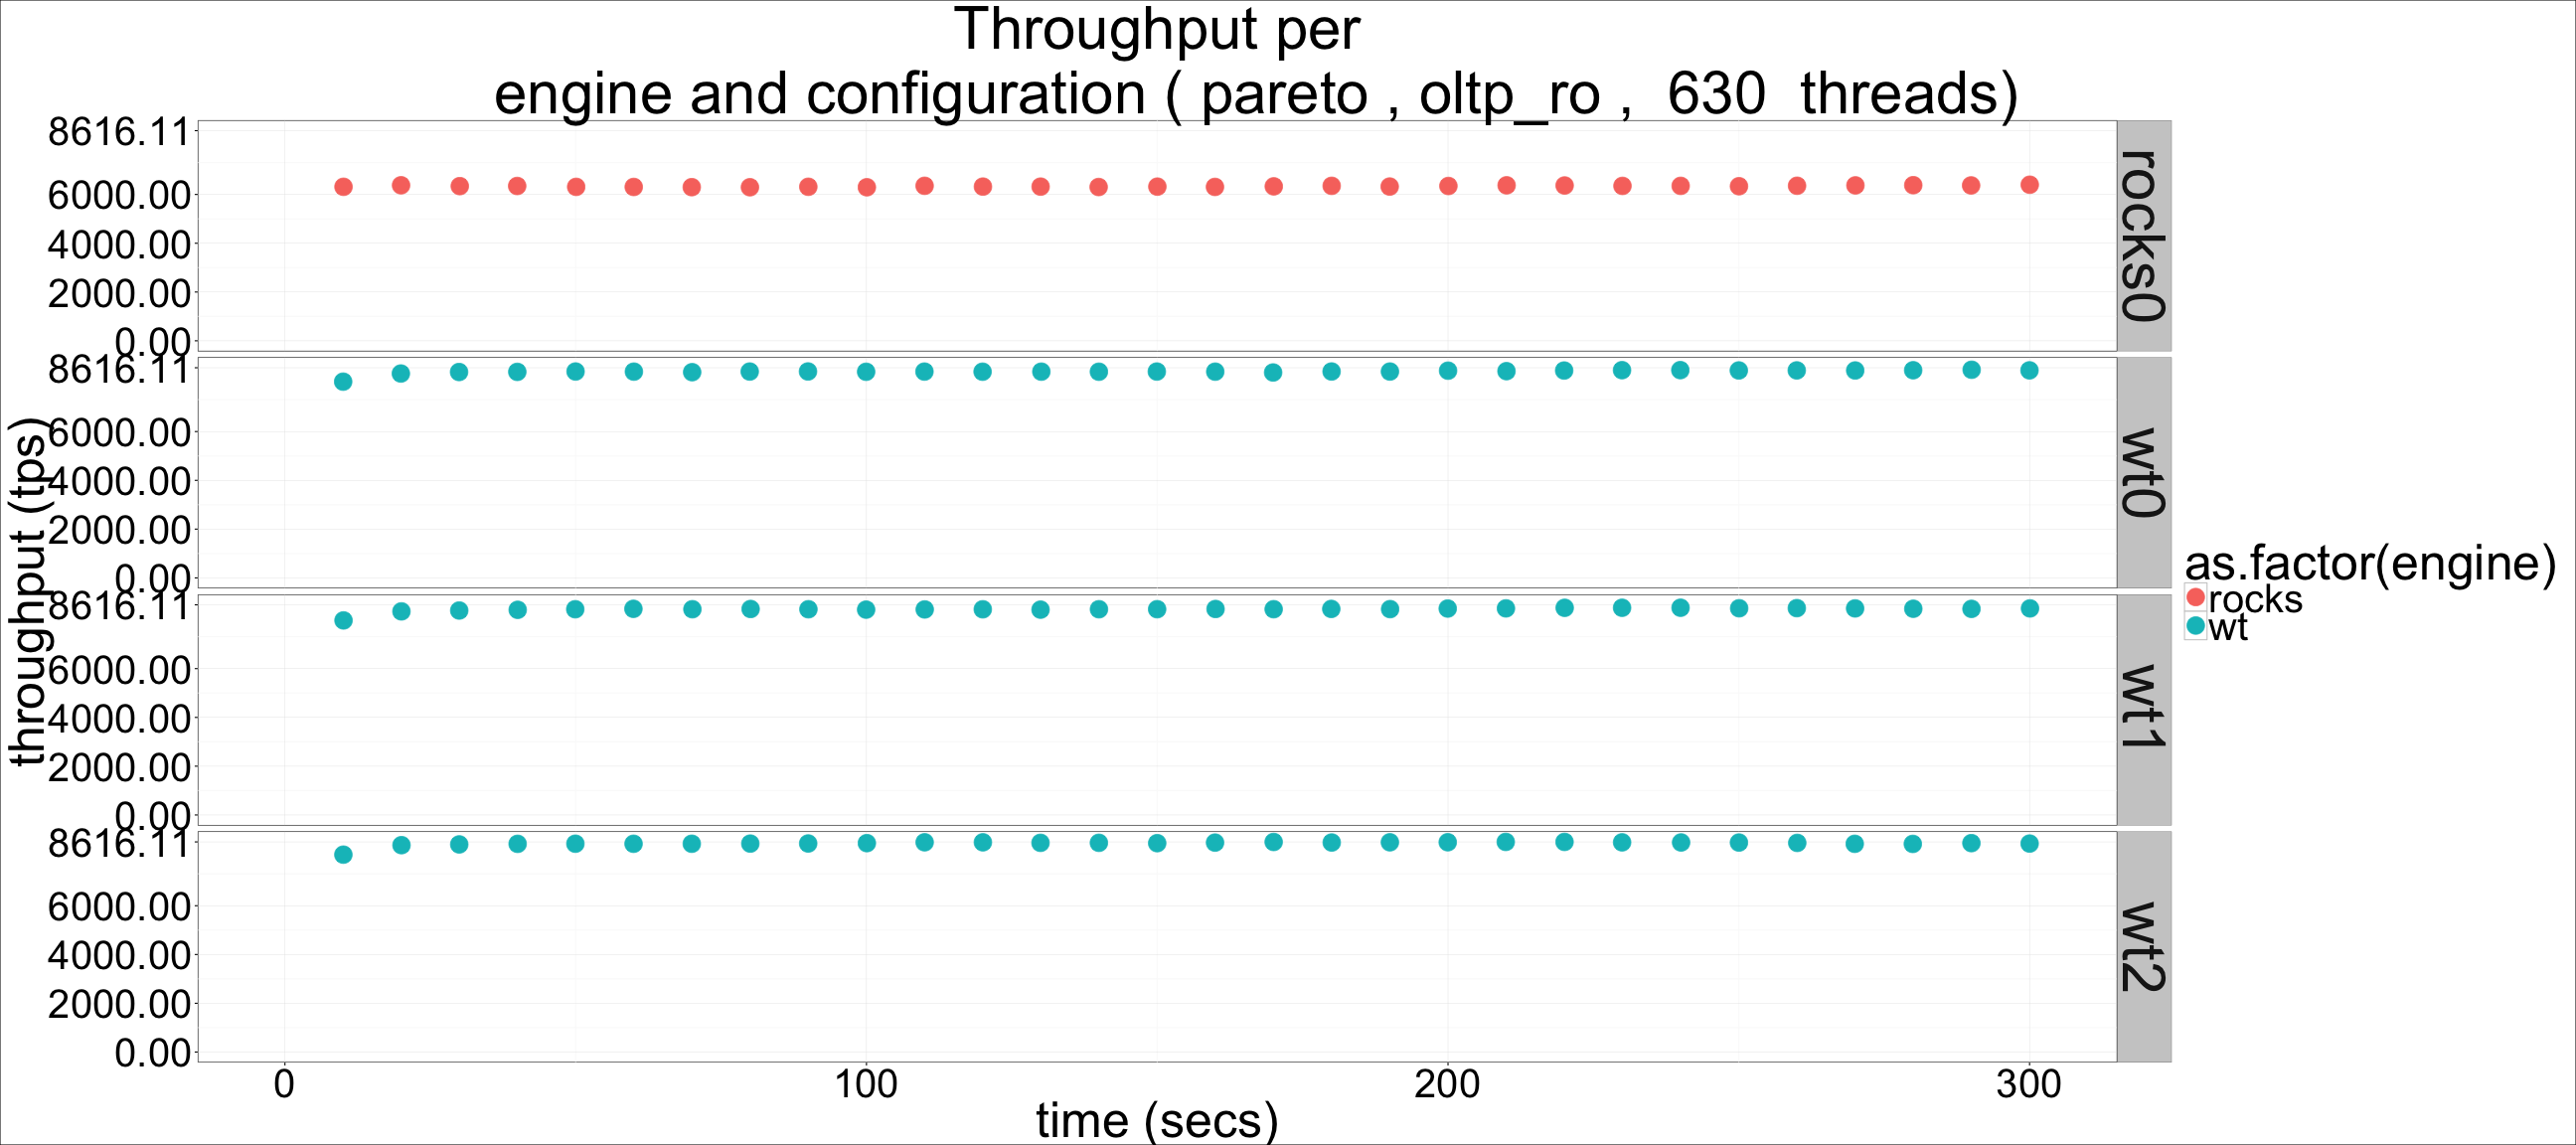 Throughput per
engine and configuration ( pareto , oltp_ro ,  630  threads)
throughput (tps)
8616.11
6000.00
4000.00
2000.00
0.00
rocks0
8616.11
6000.00
4000.00
2000.00
0.00
wt0
8616.11
6000.00
4000.00
2000.00
0.00
wt1
8616.11
6000.00
4000.00
2000.00
0.00
wt2
0 100 200 300
time (secs)
as.factor(engine)
rocks
wt